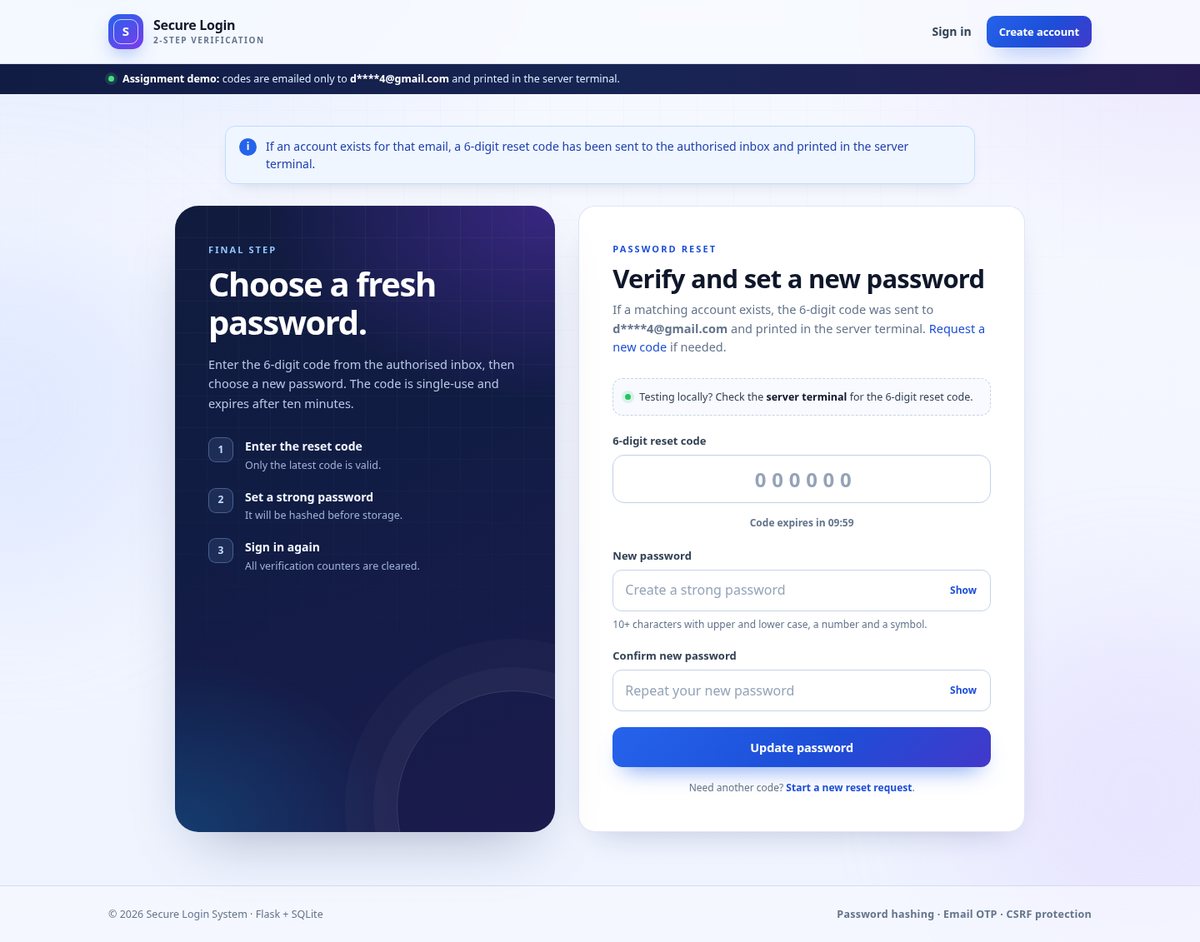 S
Secure Login
2-STEP VERIFICATION
Sign in
Create account
Assignment demo: codes are emailed only to d****4@gmail.com and printed in the server terminal.
i
If an account exists for that email, a 6-digit reset code has been sent to the authorised inbox and printed in the server
terminal.
FINAL STEP
Choose a fresh
password.
Enter the 6-digit code from the authorised inbox, then
choose a new password. The code is single-use and
expires after ten minutes.
1
Enter the reset code
Only the latest code is valid.
2
Set a strong password
It will be hashed before storage.
3
Sign in again
All verification counters are cleared.
PASSWORD RESET
Verify and set a new password
If a matching account exists, the 6-digit code was sent to
d****4@gmail.com and printed in the server terminal. Request a
new code if needed.
Testing locally? Check the server terminal for the 6-digit reset code.
6-digit reset code
000000
Code expires in 09:59
New password
Create a strong password
Show
10+ characters with upper and lower case, a number and a symbol.
Confirm new password
Repeat your new password
Show
Update password
Need another code? Start a new reset request.
© 2026 Secure Login System · Flask + SQLite
Password hashing · Email OTP · CSRF protection